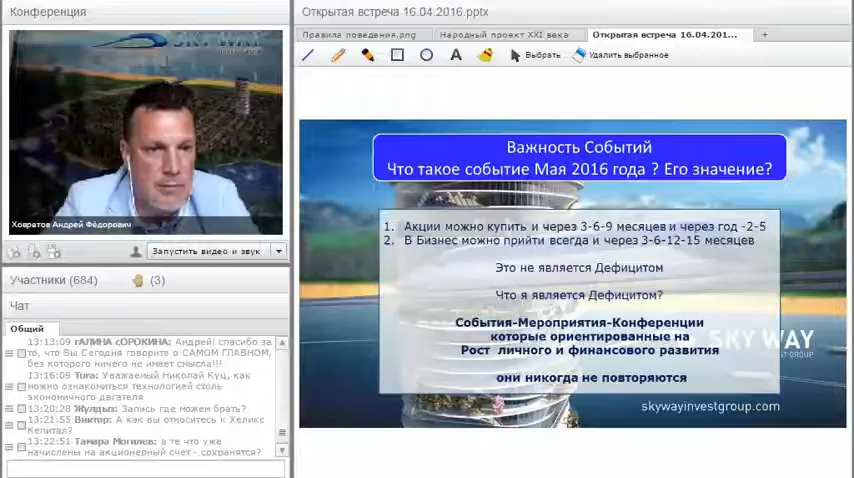 Конференция
SKY WAY
Ховратов Андрей Фёдорович
Запустить видео и звук
Участники (684)
(3)
Чат
Общий
13:13:09 гАЛИНА сОРОКИНА: Андрей! спасибо за
то, что Вы Сегодня говорите о САМОМ ГЛАВНОМ,
без которого ничего не имеет смысла!!!
13:16:09 Tura: Уважаемый Николай Куц, как
можно ознакомиться технологией столь
экономичного двгателя
13:20:28 Жулдыз: Запись где можем брать?
13:21:55 Виктор: А как вы относитесь к Хеликс
Кепитал?
13:22:51 Тамара Могилев: а те что уже
начислены на акционерный счет - сохранятся?
Открытая встреча 16.04.2016.pptx
Правила поведения.png
Народный проект XXI века
Открытая встреча 16.04.201...
+
A
Выбрать
Удалить выбранное
Важность Событий
Что такое событие Мая 2016 года ? Его значение?
1. Акции можно купить и через 3-6-9 месяцев и через год -2-5
2. В Бизнес можно прийти всегда и через 3-6-12-15 месяцев
Это не является Дефицитом
Что я является Дефицитом?
События-Мероприятия-Конференции
которые ориентированные на
Рост личного и финансового развития
они никогда не повторяются
SKY WAY
INVEST GROUP
skywayinvestgroup.com